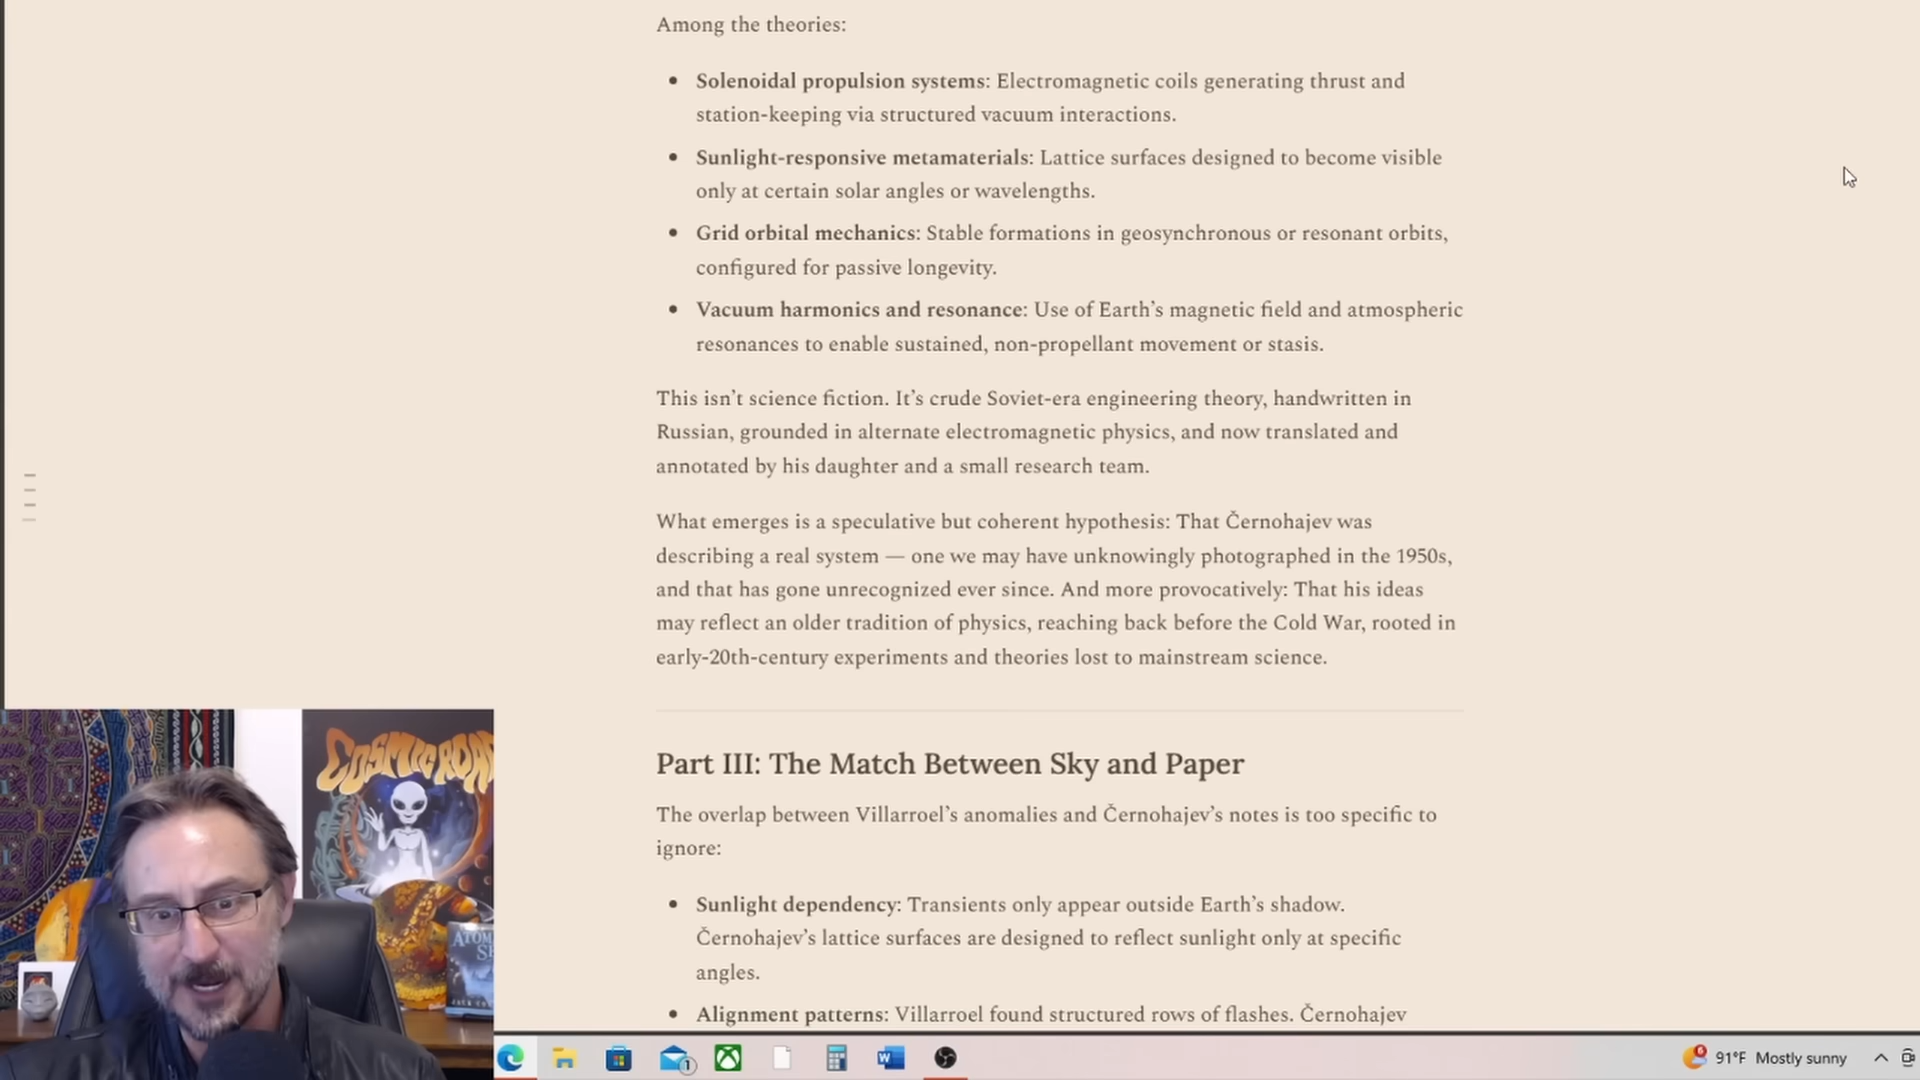 Among the theories:
• Solenoidal propulsion systems: Electromagnetic coils generating thrust and
station-keeping via structured vacuum interactions.
• Sunlight-responsive metamaterials: Lattice surfaces designed to become visible
only at certain solar angles or wavelengths.
• Grid orbital mechanics: Stable formations in geosynchronous or resonant orbits,
configured for passive longevity.
• Vacuum harmonics and resonance: Use of Earth’s magnetic field and atmospheric
resonances to enable sustained, non-propellant movement or stasis.
This isn’t science fiction. It’s crude Soviet-era engineering theory, handwritten in
Russian, grounded in alternate electromagnetic physics, and now translated and
annotated by his daughter and a small research team.
What emerges is a speculative but coherent hypothesis: That Černohajev was
describing a real system — one we may have unknowingly photographed in the 1950s,
and that has gone unrecognized ever since. And more provocatively: That his ideas
may reflect an older tradition of physics, reaching back before the Cold War, rooted in
early-20th-century experiments and theories lost to mainstream science.
Part III: The Match Between Sky and Paper
The overlap between Villarroel’s anomalies and Černohajev’s notes is too specific to
ignore:
• Sunlight dependency: Transients only appear outside Earth’s shadow.
Černohajev’s lattice surfaces are designed to reflect sunlight only at specific
angles.
• Alignment patterns: Villarroel found structured rows of flashes. Černohajev
COSMIC
1
W
6
91°F Mostly sunny